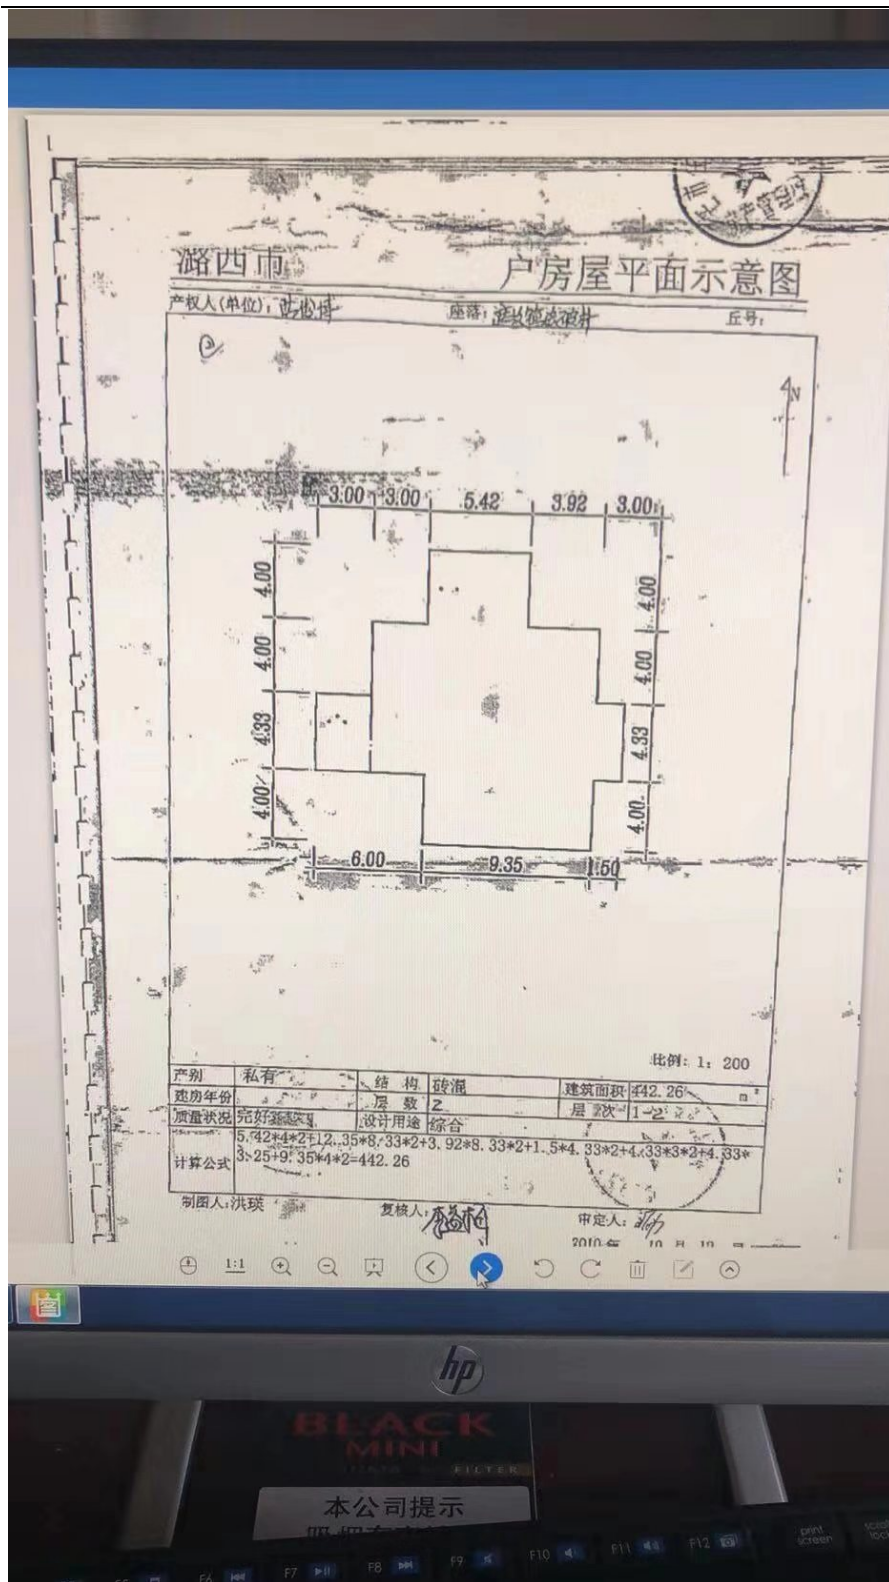 潞西市 户房屋平面示意图
产权人(单位): 座落: 丘号:
②
N
3.00 3.00 5.42 3.92 3.00
4.00 4.00
4.00 4.00
4.33 4.33
4.00 4.00
6.00 9.35 1.50
比例: 1: 200
产别 私有 结构 砖混 建筑面积 442.26 m²
建房年份 层数 2 层次 1-2
质量状况 完好 设计用途 综合
计算公式 5.42*4*2+12.35*8.33*2+3.92*8.33*2+1.5*4.33*2+4.33*3*2+4.33*
3.25+9.35*4*2=442.26
制图人:洪瑛 复核人: 审定人:
2010年 10月 12日
1:1
hp
BLACK
MINI
FILTER
本公司提示
F6 F7 F8 F9 F10 F11 F12 print screen